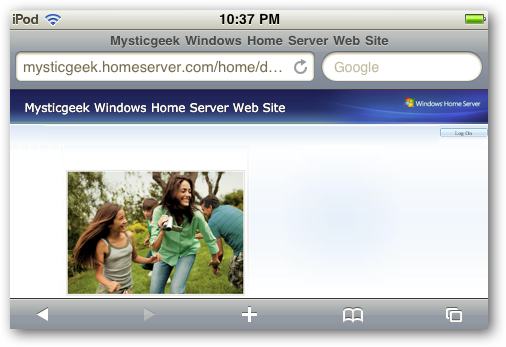 iPod 10:37 PM
Mysticgeek Windows Home Server Web Site
mysticgeek.homeserver.com/home/d... Google
Mysticgeek Windows Home Server Web Site Windows Home Server
Log On